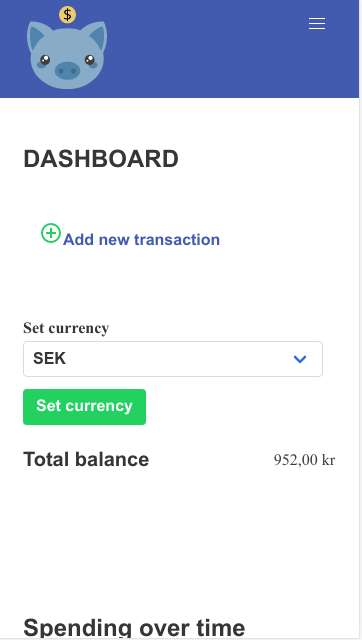 $
DASHBOARD
Add new transaction
Set currency
SEK
Set currency
Total balance 952,00 kr
Spending over time